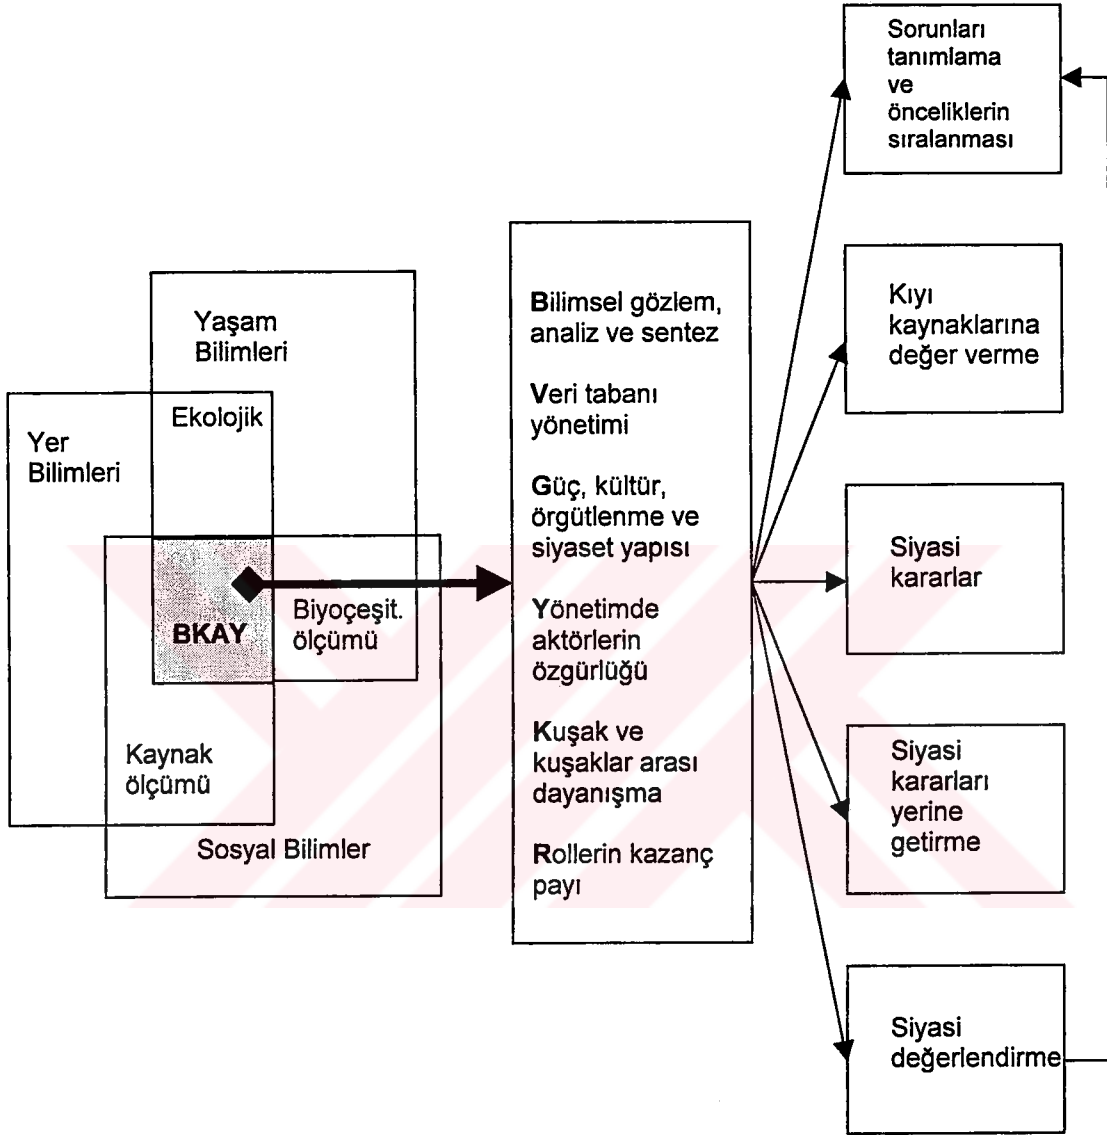 Yaşam
Bilimleri
Ekolojik
Yer
Bilimleri
BKAY
Biyoçeşit.
ölçümü
Kaynak
ölçümü
Sosyal Bilimler
Bilimsel gözlem,
analiz ve sentez
Veri tabanı
yönetimi
Güç, kültür,
örgütlenme ve
siyaset yapısı
Yönetimde
aktörlerin
özgürlüğü
Kuşak ve
kuşaklar arası
dayanışma
Rollerin kazanç
payı
Sorunları
tanımlama
ve
önceliklerin
sıralanması
Kıyı
kaynaklarına
değer verme
Siyasi
kararlar
Siyasi
kararları
yerine
getirme
Siyasi
değerlendirme